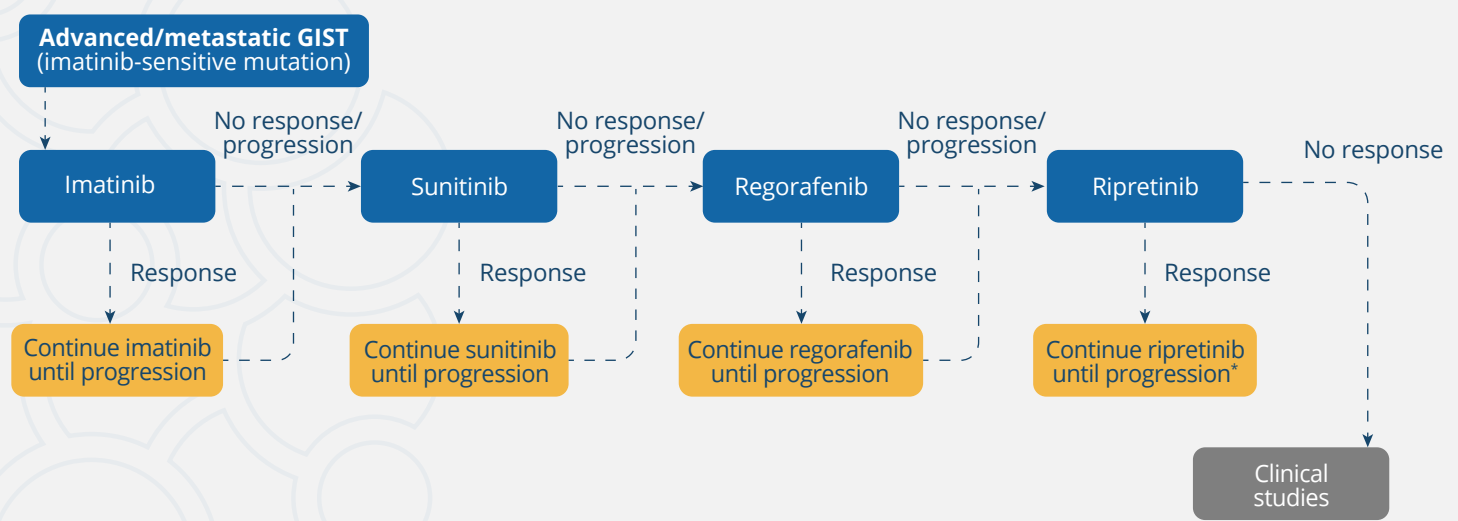 Advanced/metastatic GIST
(imatinib-sensitive mutation)
No response/
progression
No response/
progression
No response/
progression
No response
Imatinib
Sunitinib
Regorafenib
Ripretinib
Response
Response
Response
Response
Continue imatinib
until progression
Continue sunitinib
until progression
Continue regorafenib
until progression
Continue ripretinib
until progression*
Clinical
studies